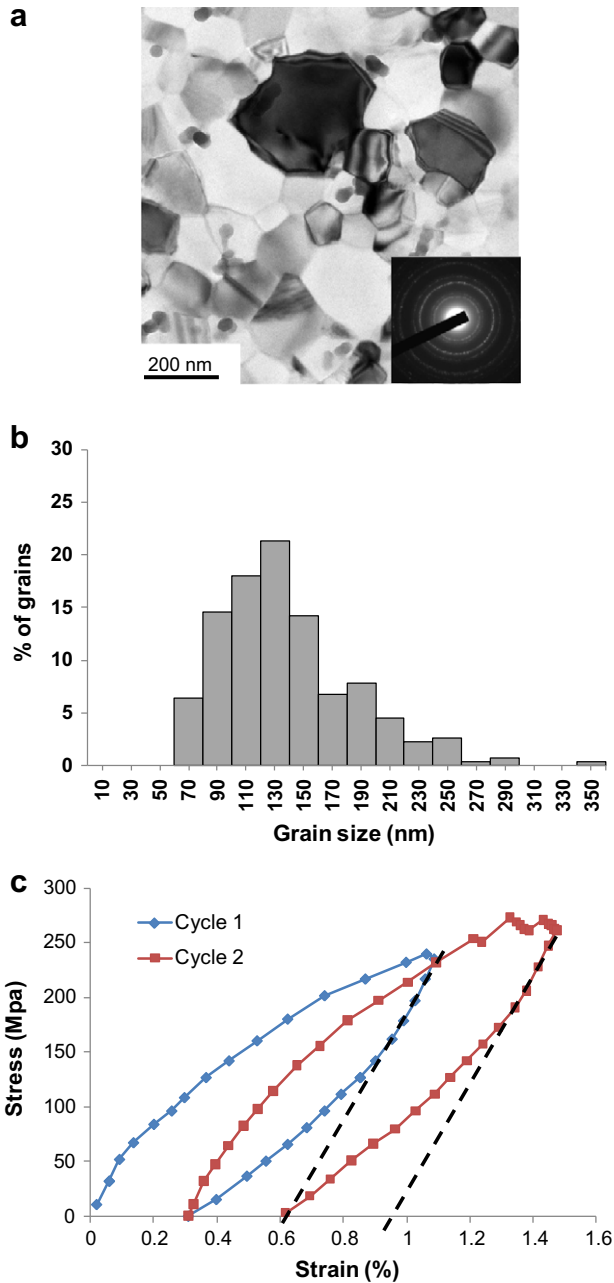 a
200 nm
b
30
25
20
15
10
5
0
% of grains
10 30 50 70 90 110 130 150 170 190 210 230 250 270 290 310 330 350
Grain size (nm)
c
300
250
200
150
100
50
0
Stress (Mpa)
Cycle 1
Cycle 2
0 0.2 0.4 0.6 0.8 1 1.2 1.4 1.6
Strain (%)